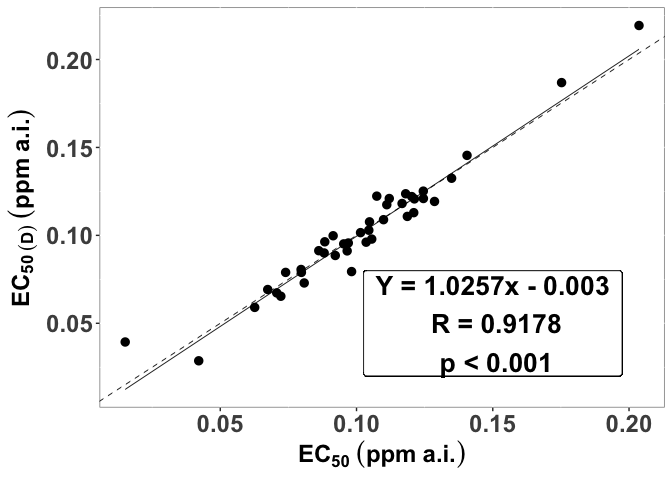 0.20
0.15
0.10
0.05
EC50 (D) (ppm a.i.)
Y = 1.0257x - 0.003
R = 0.9178
p < 0.001
0.05 0.10 0.15 0.20
EC50 (ppm a.i.)